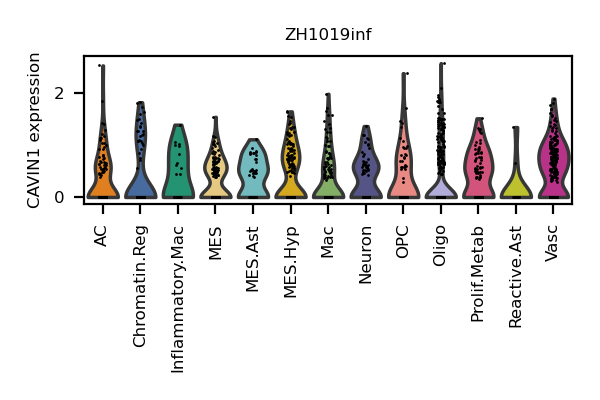 ZH1019inf
CAVIN1 expression
2
0
AC
Chromatin.Reg
Inflammatory.Mac
MES
MES.Ast
MES.Hyp
Mac
Neuron
OPC
Oligo
Prolif.Metab
Reactive.Ast
Vasc